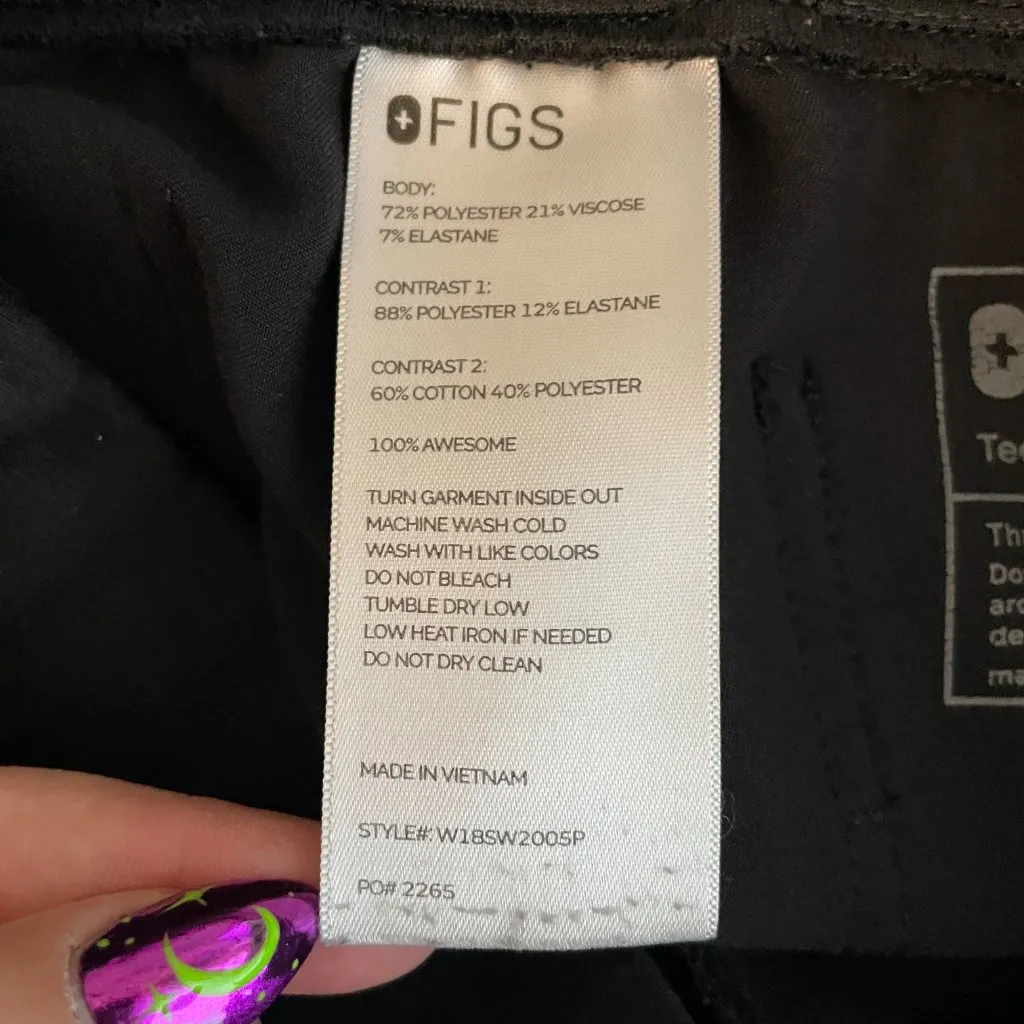 FIGS
BODY:
72% POLYESTER 21% VISCOSE
7% ELASTANE
CONTRAST 1:
88% POLYESTER 12% ELASTANE
CONTRAST 2:
60% COTTON 40% POLYESTER
100% AWESOME
TURN GARMENT INSIDE OUT
MACHINE WASH COLD
WASH WITH LIKE COLORS
DO NOT BLEACH
TUMBLE DRY LOW
LOW HEAT IRON IF NEEDED
DO NOT DRY CLEAN
MADE IN VIETNAM
STYLE#: W18SW2005P
PO# 2265